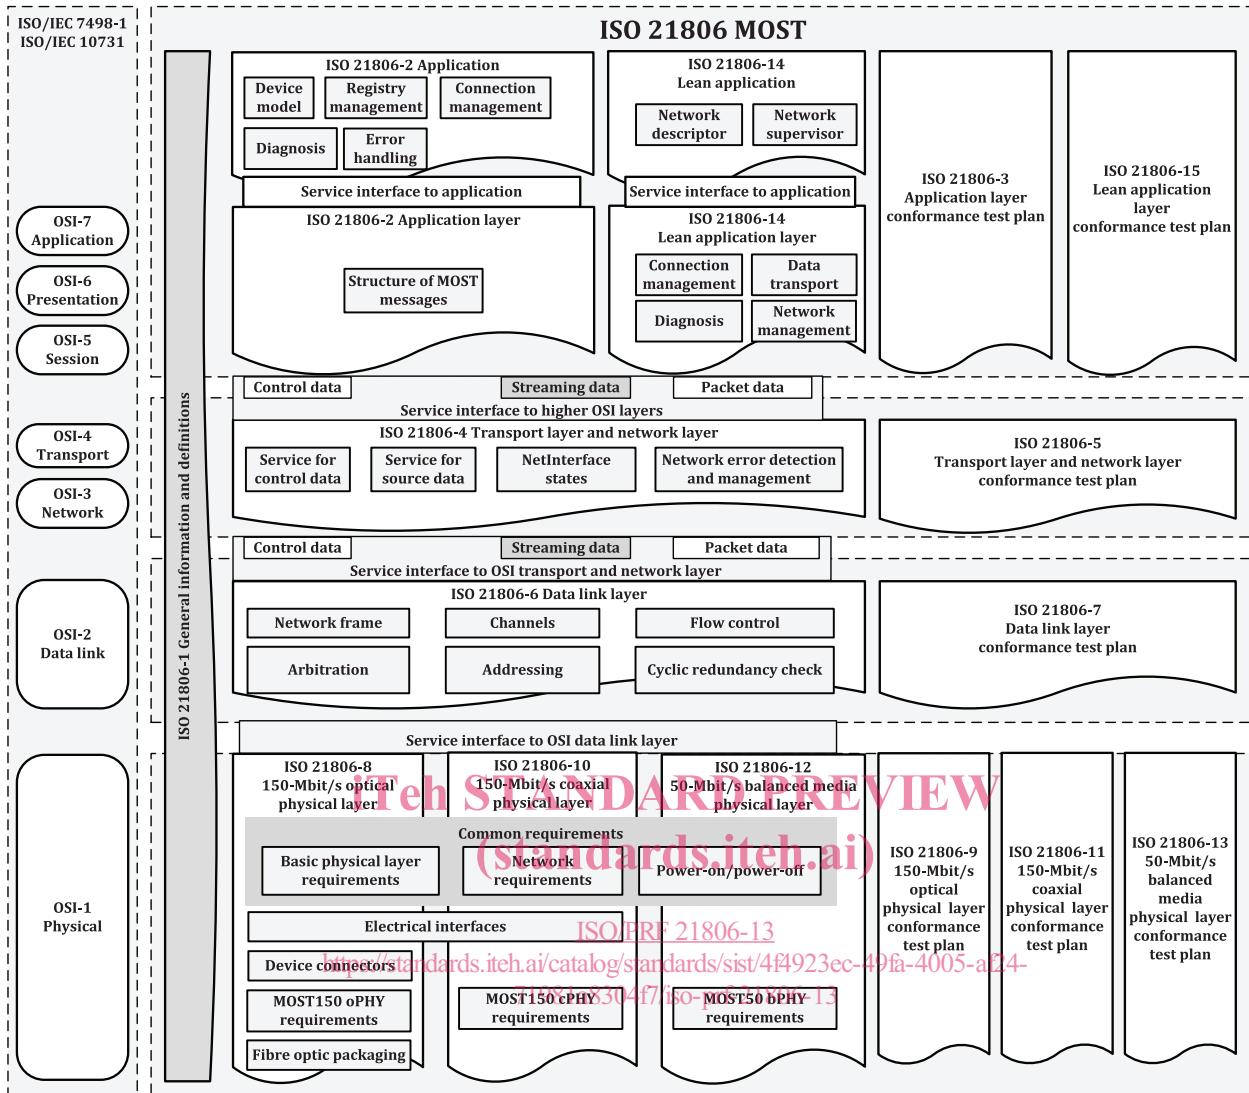 ISO/IEC 7498-1
ISO/IEC 10731
ISO 21806 MOST
ISO 21806-1 General information and definitions
OSI-7
Application
OSI-6
Presentation
OSI-5
Session
OSI-4
Transport
OSI-3
Network
OSI-2
Data link
OSI-1
Physical
ISO 21806-2 Application
Device
model
Registry
management
Connection
management
Diagnosis
Error
handling
Service interface to application
ISO 21806-2 Application layer
Structure of MOST
messages
ISO 21806-14
Lean application
Network
descriptor
Network
supervisor
Service interface to application
ISO 21806-14
Lean application layer
Connection
management
Data
transport
Diagnosis
Network
management
ISO 21806-3
Application layer
conformance test plan
ISO 21806-15
Lean application
layer
conformance test plan
Control data
Streaming data
Packet data
Service interface to higher OSI layers
ISO 21806-4 Transport layer and network layer
Service for
control data
Service for
source data
NetInterface
states
Network error detection
and management
ISO 21806-5
Transport layer and network layer
conformance test plan
Control data
Streaming data
Packet data
Service interface to OSI transport and network layer
ISO 21806-6 Data link layer
Network frame
Channels
Flow control
Arbitration
Addressing
Cyclic redundancy check
ISO 21806-7
Data link layer
conformance test plan
Service interface to OSI data link layer
ISO 21806-8
150-Mbit/s optical
physical layer
ISO 21806-10
150-Mbit/s coaxial
physical layer
ISO 21806-12
50-Mbit/s balanced media
physical layer
iTeh STANDARD PREVIEW
(standards.iteh.ai)
Common requirements
Basic physical layer
requirements
Network
requirements
Power-on/power-off
Electrical interfaces
ISO/PRF 21806-13
Device connectors
https://standards.iteh.ai/catalog/standards/sist/4f4923ec-49fa-4005-af24-
MOST150 oPHY
requirements
MOST150 cPHY
requirements
MOST50 bPHY
requirements
Fibre optic packaging
ISO 21806-9
150-Mbit/s
optical
physical layer
conformance
test plan
ISO 21806-11
150-Mbit/s
coaxial
physical layer
conformance
test plan
ISO 21806-13
50-Mbit/s
balanced
media
physical layer
conformance
test plan